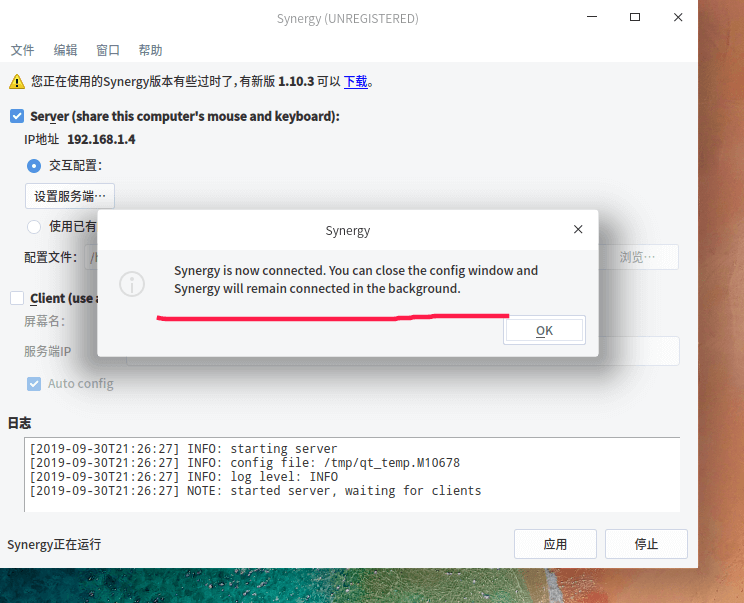 Synergy (UNREGISTERED)
文件 编辑 窗口 帮助
您正在使用的Synergy版本有些过时了,有新版 1.10.3 可以 下载。
Server (share this computer's mouse and keyboard):
IP地址 192.168.1.4
交互配置:
设置服务端…
使用已有
配置文件: 浏览…
Synergy
Synergy is now connected. You can close the config window and
Synergy will remain connected in the background.
OK
Client (use
屏幕名:
服务端IP
Auto config
日志
[2019-09-30T21:26:27] INFO: starting server
[2019-09-30T21:26:27] INFO: config file: /tmp/qt_temp.M10678
[2019-09-30T21:26:27] INFO: log level: INFO
[2019-09-30T21:26:27] NOTE: started server, waiting for clients
Synergy正在运行 应用 停止